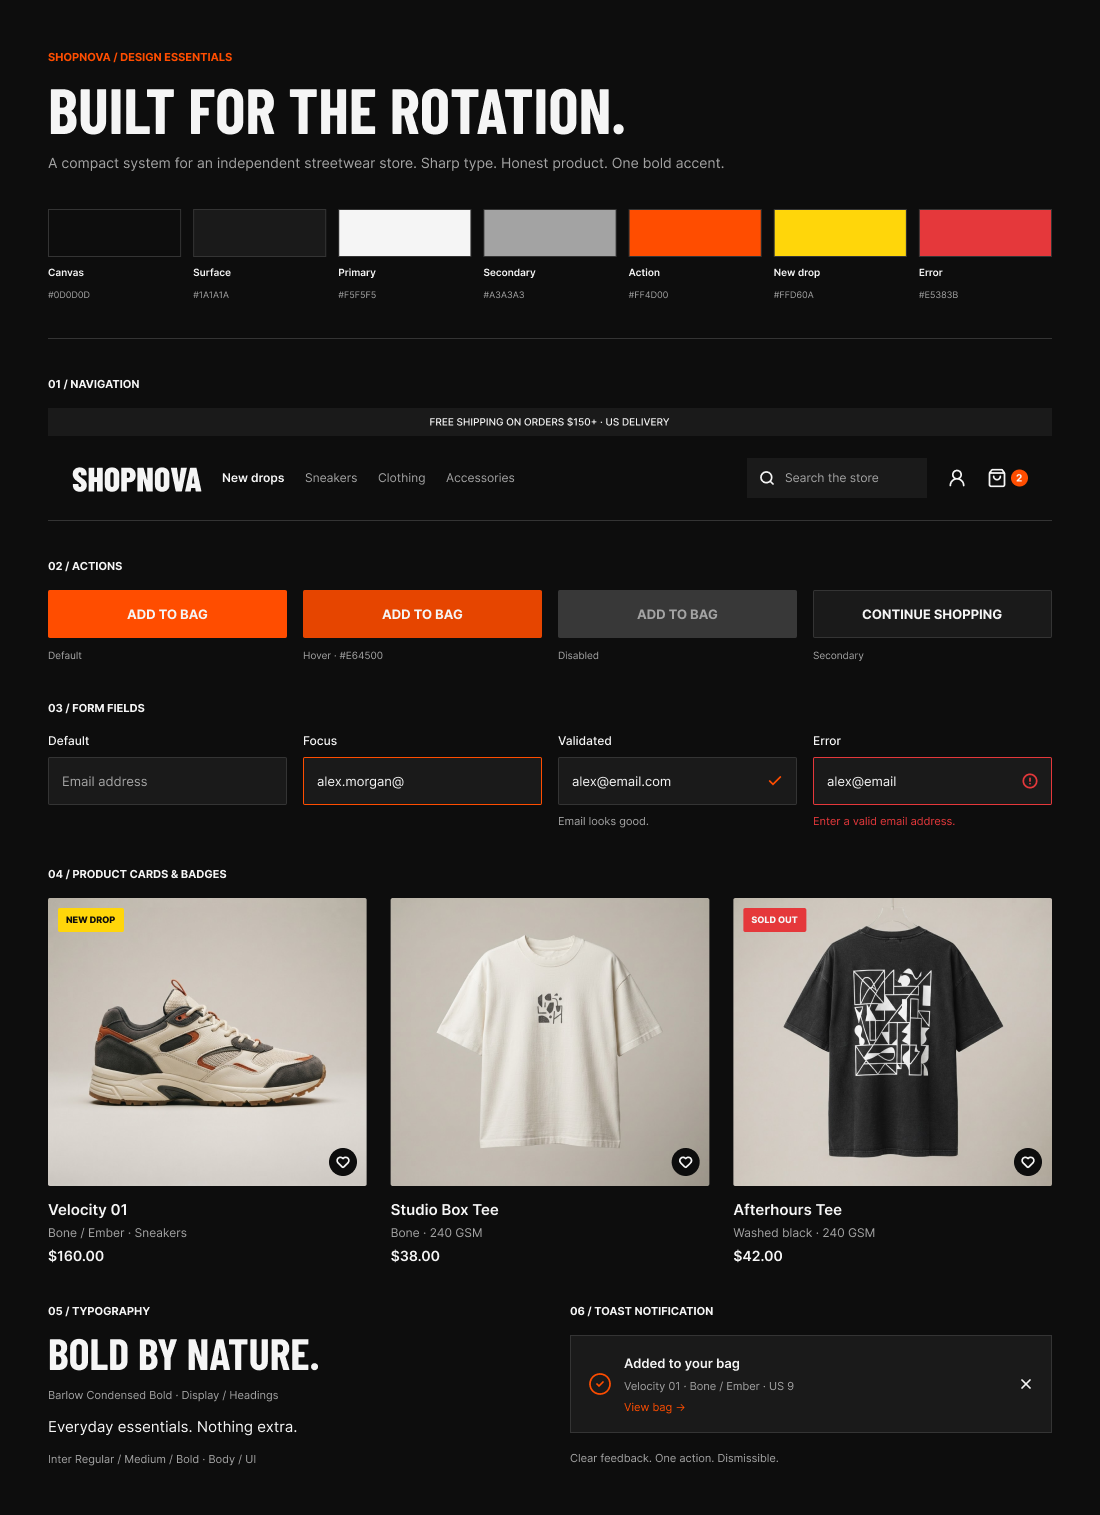 SHOPNOVA / DESIGN ESSENTIALS
BUILT FOR THE ROTATION.
A compact system for an independent streetwear store. Sharp type. Honest product. One bold accent.
Canvas
#0D0D0D
Surface
#1A1A1A
Primary
#F5F5F5
Secondary
#A3A3A3
Action
#FF4D00
New drop
#FFD60A
Error
#E5383B
01 / NAVIGATION
FREE SHIPPING ON ORDERS $150+ · US DELIVERY
SHOPNOVA New drops Sneakers Clothing Accessories Search the store 2
02 / ACTIONS
ADD TO BAG
Default
ADD TO BAG
Hover · #E64500
ADD TO BAG
Disabled
CONTINUE SHOPPING
Secondary
03 / FORM FIELDS
Default
Email address
Focus
alex.morgan@
Validated
alex@email.com
Email looks good.
Error
alex@email
Enter a valid email address.
04 / PRODUCT CARDS & BADGES
NEW DROP
Velocity 01
Bone / Ember · Sneakers
$160.00
Studio Box Tee
Bone · 240 GSM
$38.00
SOLD OUT
Afterhours Tee
Washed black · 240 GSM
$42.00
05 / TYPOGRAPHY
BOLD BY NATURE.
Barlow Condensed Bold · Display / Headings
Everyday essentials. Nothing extra.
Inter Regular / Medium / Bold · Body / UI
06 / TOAST NOTIFICATION
Added to your bag
Velocity 01 · Bone / Ember · US 9
View bag →
Clear feedback. One action. Dismissible.